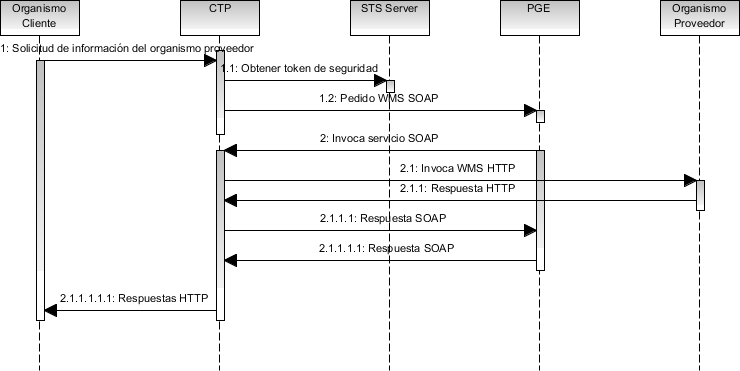 Organismo
Cliente
CTP
STS Server
PGE
Organismo
Proveedor
1: Solicitud de información del organismo proveedor
1.1: Obtener token de seguridad
1.2: Pedido WMS SOAP
2: Invoca servicio SOAP
2.1: Invoca WMS HTTP
2.1.1: Respuesta HTTP
2.1.1.1: Respuesta SOAP
2.1.1.1.1: Respuesta SOAP
2.1.1.1.1.1: Respuestas HTTP